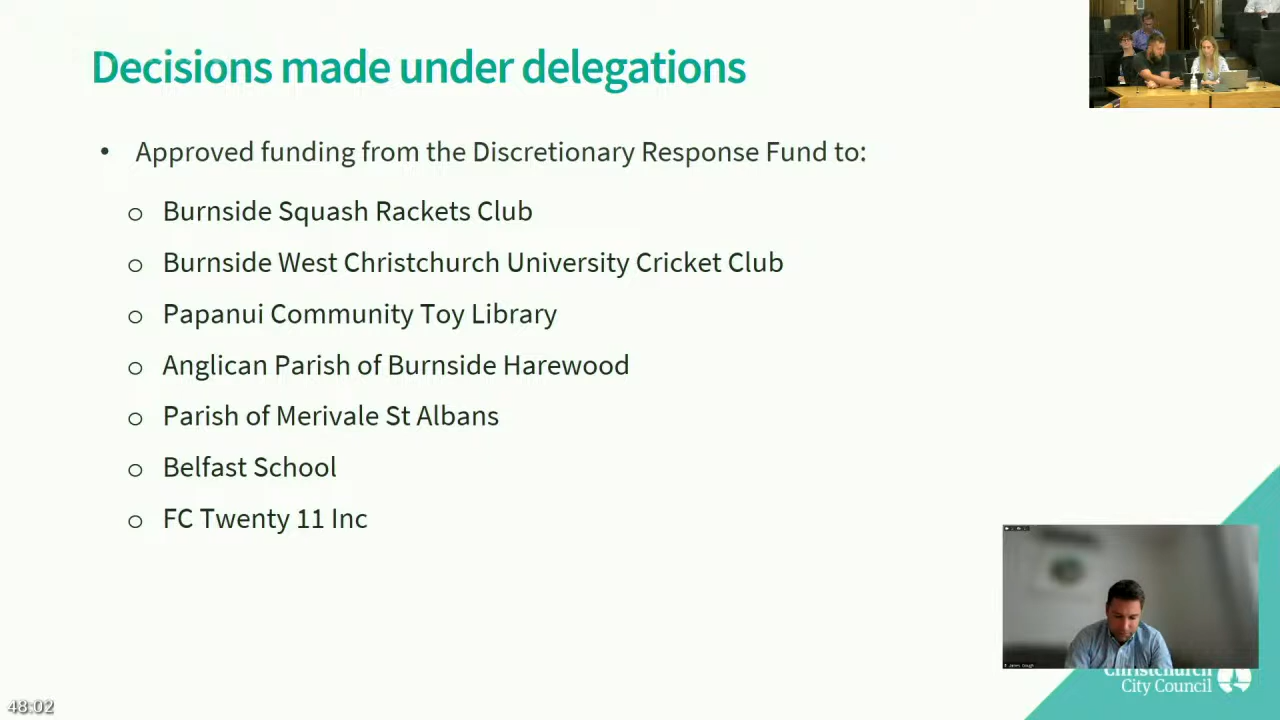 Decisions made under delegations
• Approved funding from the Discretionary Response Fund to:
o Burnside Squash Rackets Club
o Burnside West Christchurch University Cricket Club
o Papanui Community Toy Library
o Anglican Parish of Burnside Harewood
o Parish of Merivale St Albans
o Belfast School
o FC Twenty 11 Inc
Christchurch
City Council
48:02